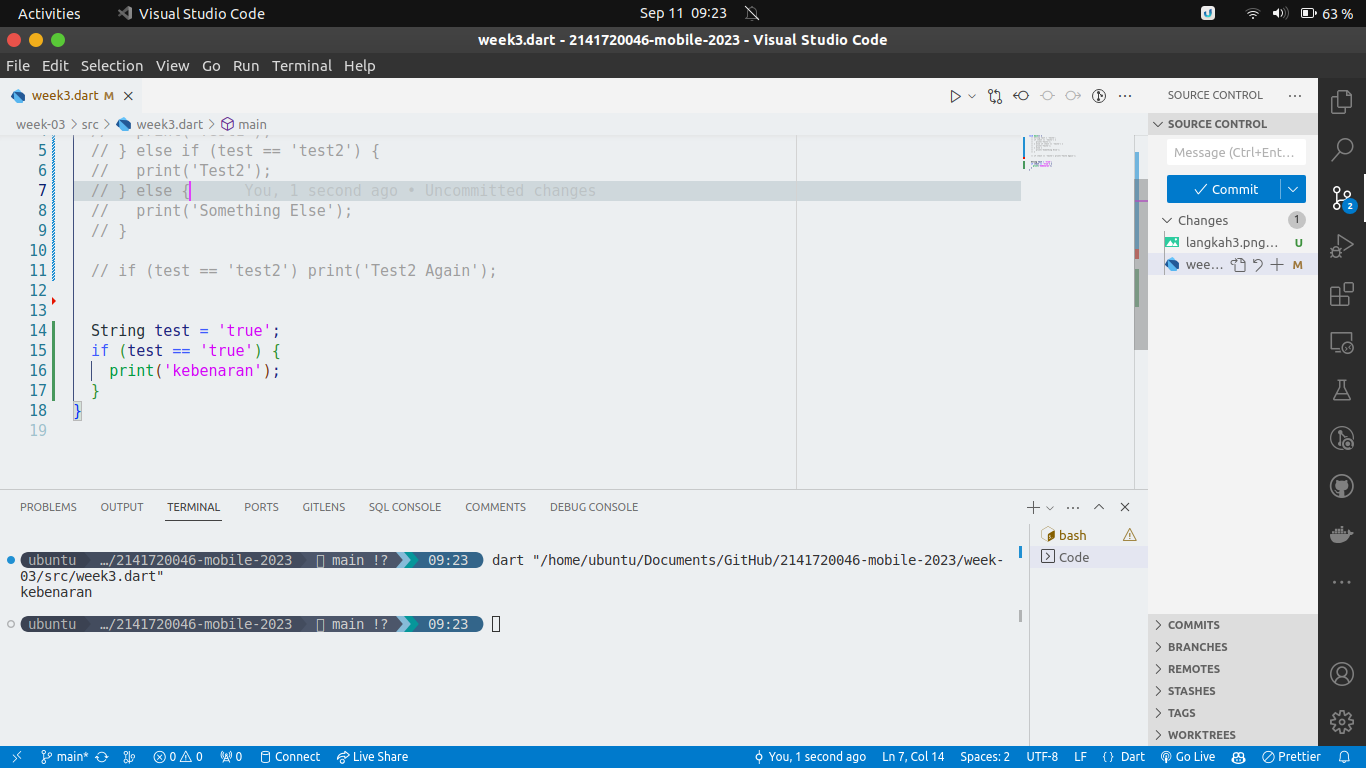 Activities Visual Studio Code Sep 11 09:23 63 %
week3.dart - 2141720046-mobile-2023 - Visual Studio Code
File Edit Selection View Go Run Terminal Help
week3.dart M
SOURCE CONTROL
week-03 > src > week3.dart > main
SOURCE CONTROL
5 // } else if (test == 'test2') {
6 // print('Test2');
7 // } else { You, 1 second ago • Uncommitted changes
8 // print('Something Else');
9 // }
10
11 // if (test == 'test2') print('Test2 Again');
12
13
14 String test = 'true';
15 if (test == 'true') {
16 print('kebenaran');
17 }
18 }
19
Message (Ctrl+Ent...
Commit
2
Changes 1
langkah3.png... U
wee... M
PROBLEMS OUTPUT TERMINAL PORTS GITLENS SQL CONSOLE COMMENTS DEBUG CONSOLE
ubuntu …/2141720046-mobile-2023 main !? 09:23 dart "/home/ubuntu/Documents/GitHub/2141720046-mobile-2023/week-
03/src/week3.dart"
kebenaran
ubuntu …/2141720046-mobile-2023 main !? 09:23
bash
Code
COMMITS
BRANCHES
REMOTES
STASHES
TAGS
WORKTREES
main* 0 0 0 Connect Live Share You, 1 second ago Ln 7, Col 14 Spaces: 2 UTF-8 LF { } Dart Go Live Prettier